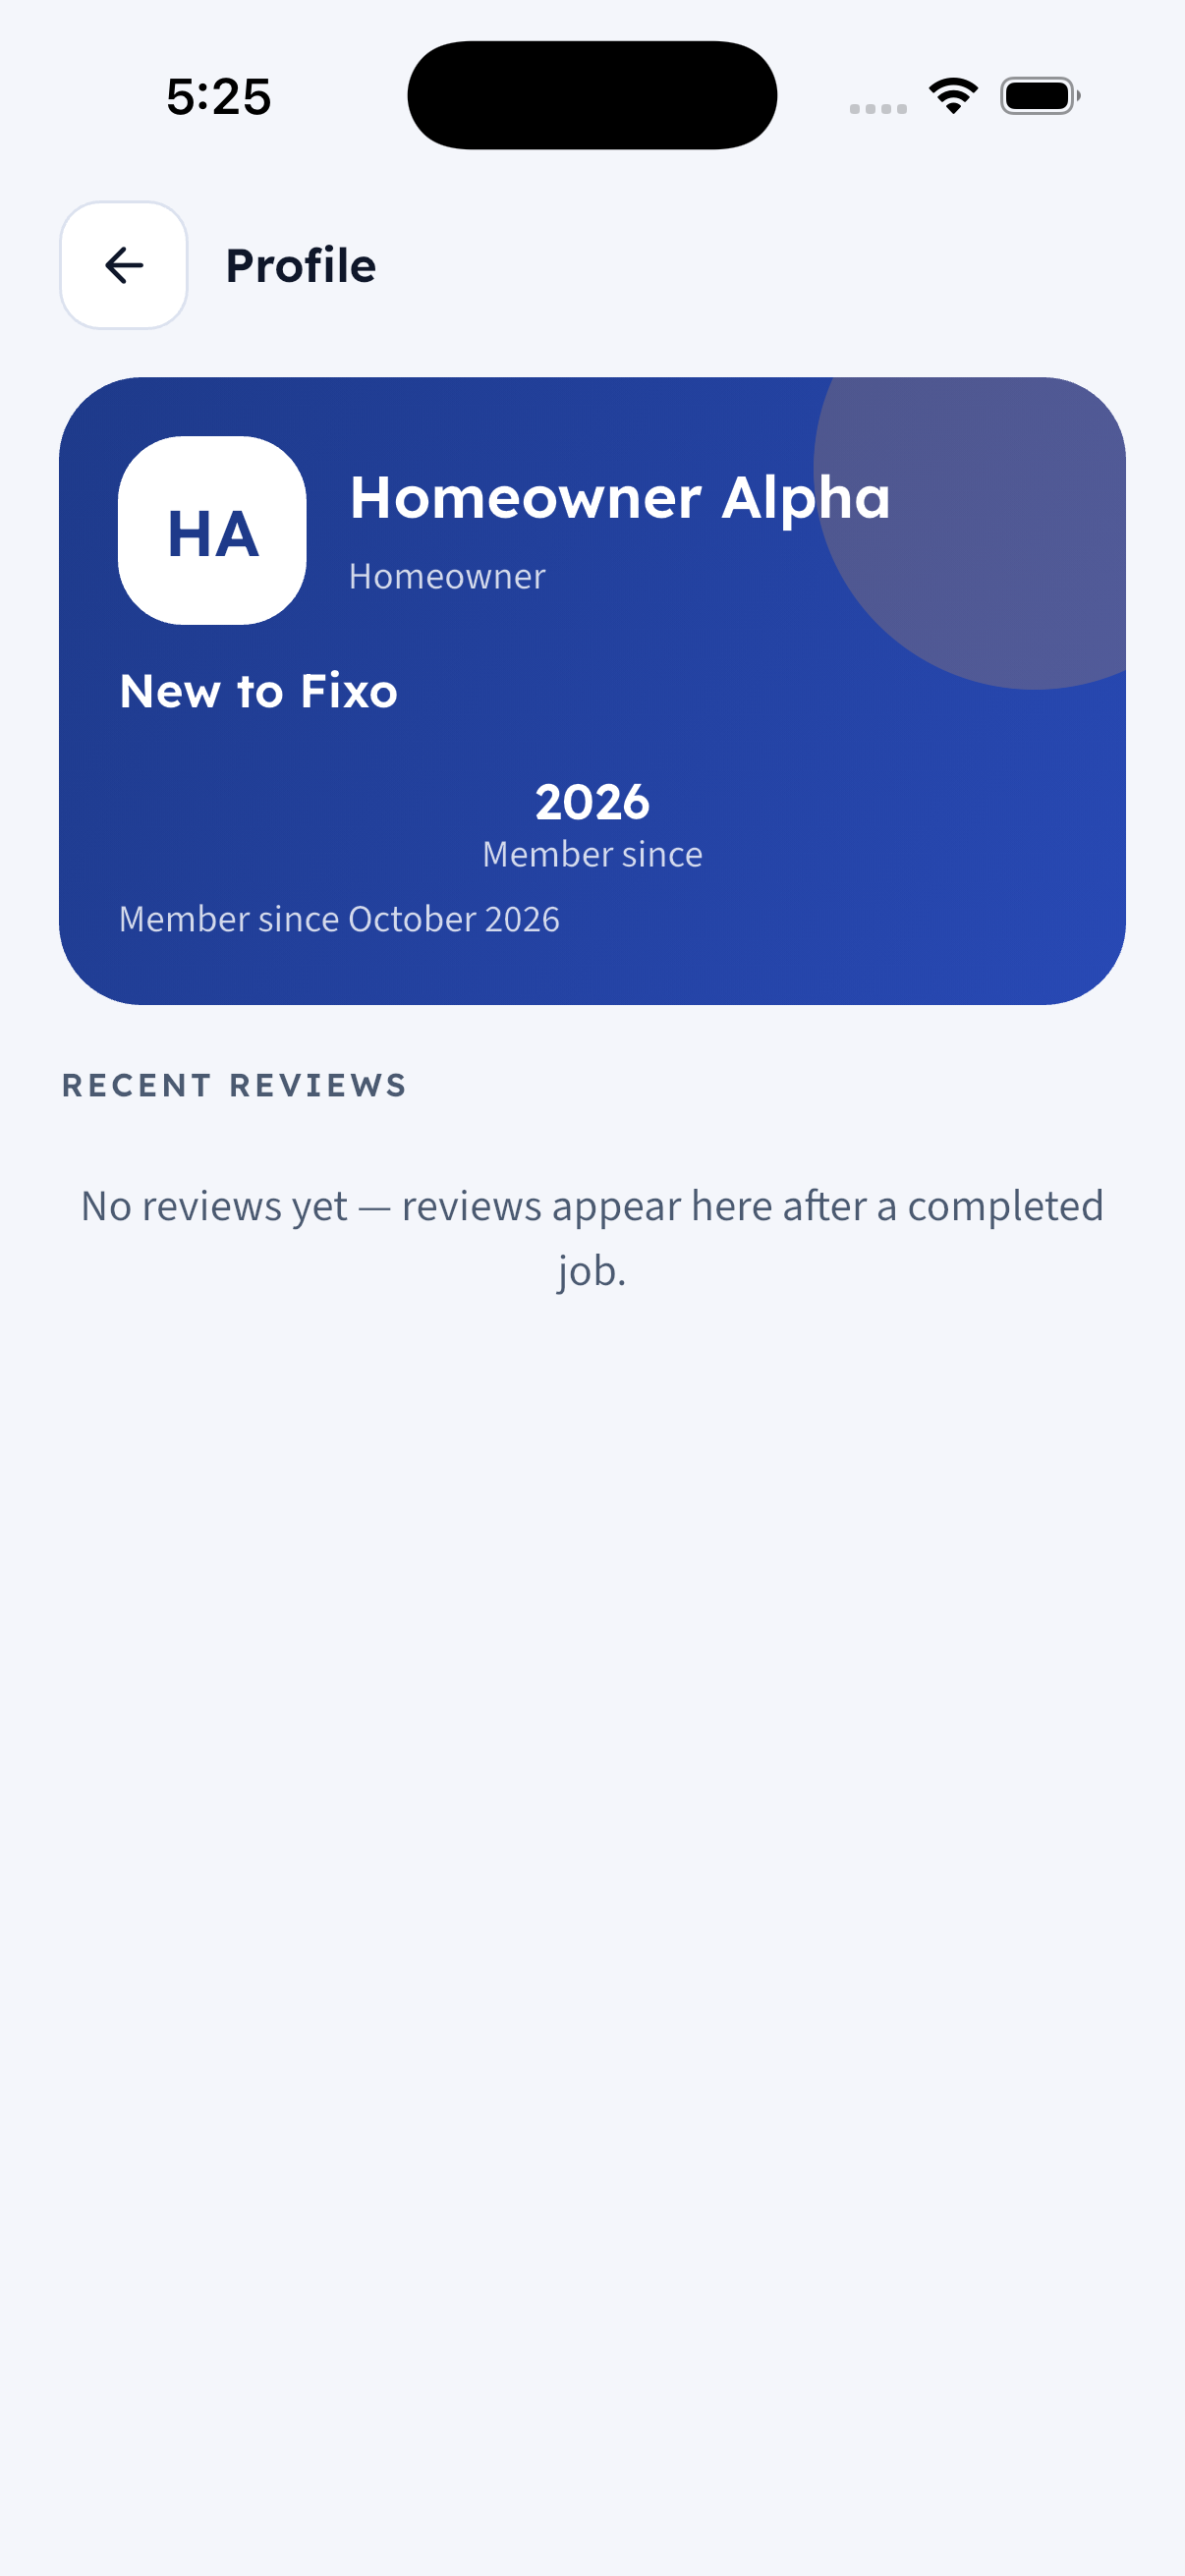 5:25
Profile
HA
Homeowner Alpha
Homeowner
New to Fixo
2026
Member since
Member since October 2026
RECENT REVIEWS
No reviews yet — reviews appear here after a completed
job.